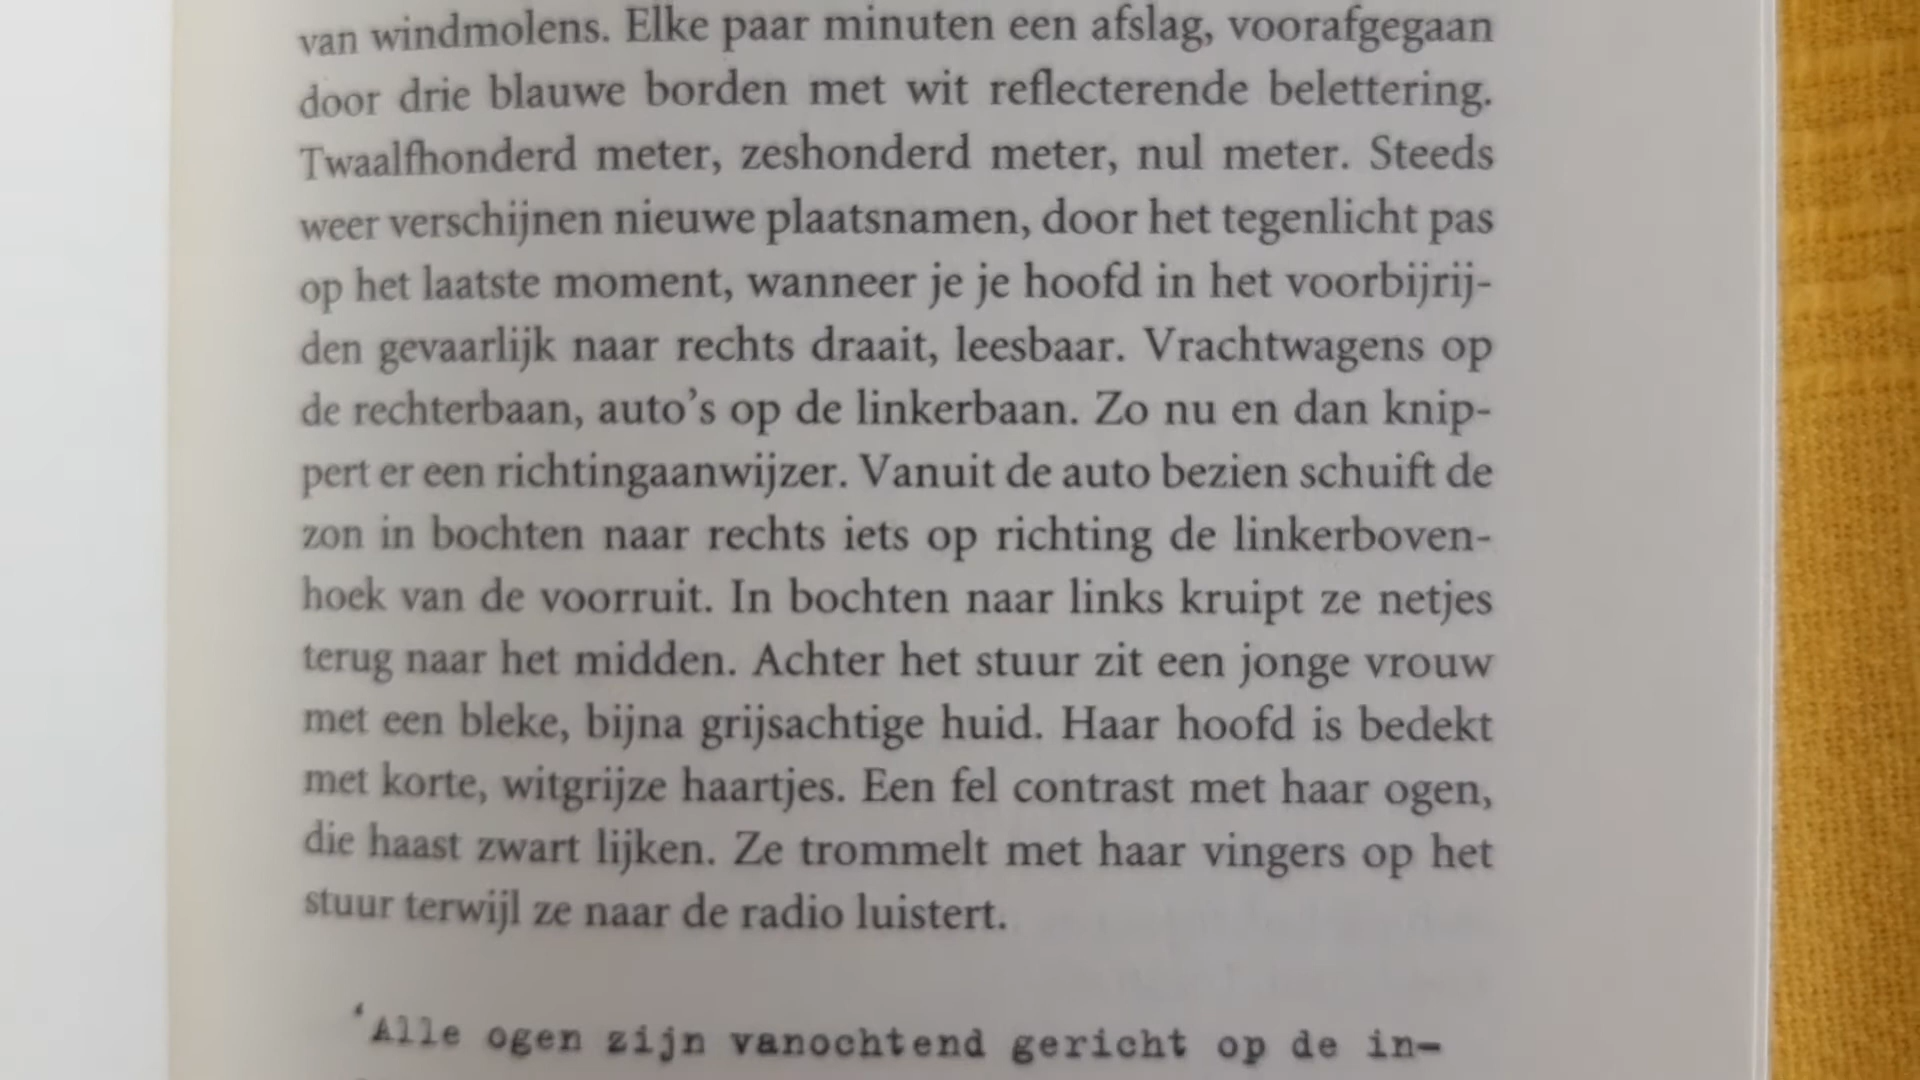 van windmolens. Elke paar minuten een afslag, voorafgegaan
door drie blauwe borden met wit reflecterende belettering.
Twaalfhonderd meter, zeshonderd meter, nul meter. Steeds
weer verschijnen nieuwe plaatsnamen, door het tegenlicht pas
op het laatste moment, wanneer je je hoofd in het voorbijrij-
den gevaarlijk naar rechts draait, leesbaar. Vrachtwagens op
de rechterbaan, auto’s op de linkerbaan. Zo nu en dan knip-
pert er een richtingaanwijzer. Vanuit de auto bezien schuift de
zon in bochten naar rechts iets op richting de linkerboven-
hoek van de voorruit. In bochten naar links kruipt ze netjes
terug naar het midden. Achter het stuur zit een jonge vrouw
met een bleke, bijna grijsachtige huid. Haar hoofd is bedekt
met korte, witgrijze haartjes. Een fel contrast met haar ogen,
die haast zwart lijken. Ze trommelt met haar vingers op het
stuur terwijl ze naar de radio luistert.
‘Alle ogen zijn vanochtend gericht op de in-